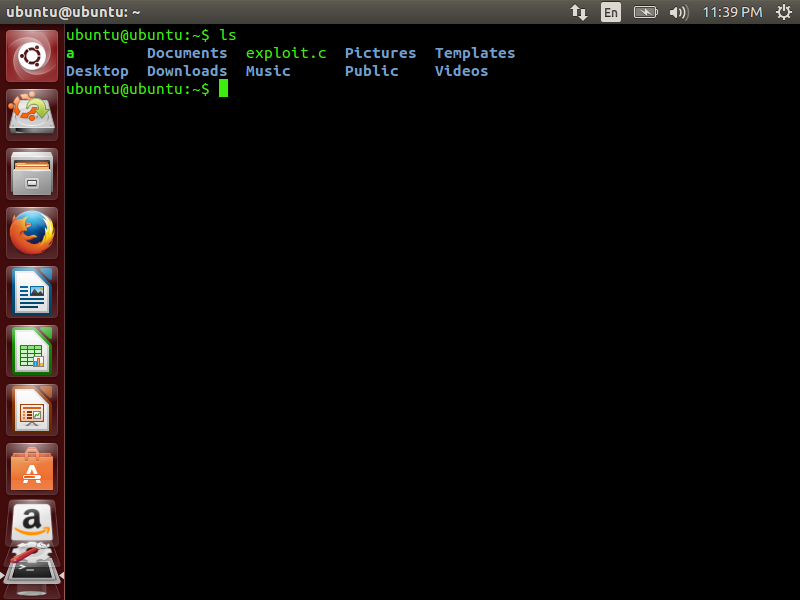 ubuntu@ubuntu: ~ En 11:39 PM
ubuntu@ubuntu:~$ ls
a Documents exploit.c Pictures Templates
Desktop Downloads Music Public Videos
ubuntu@ubuntu:~$